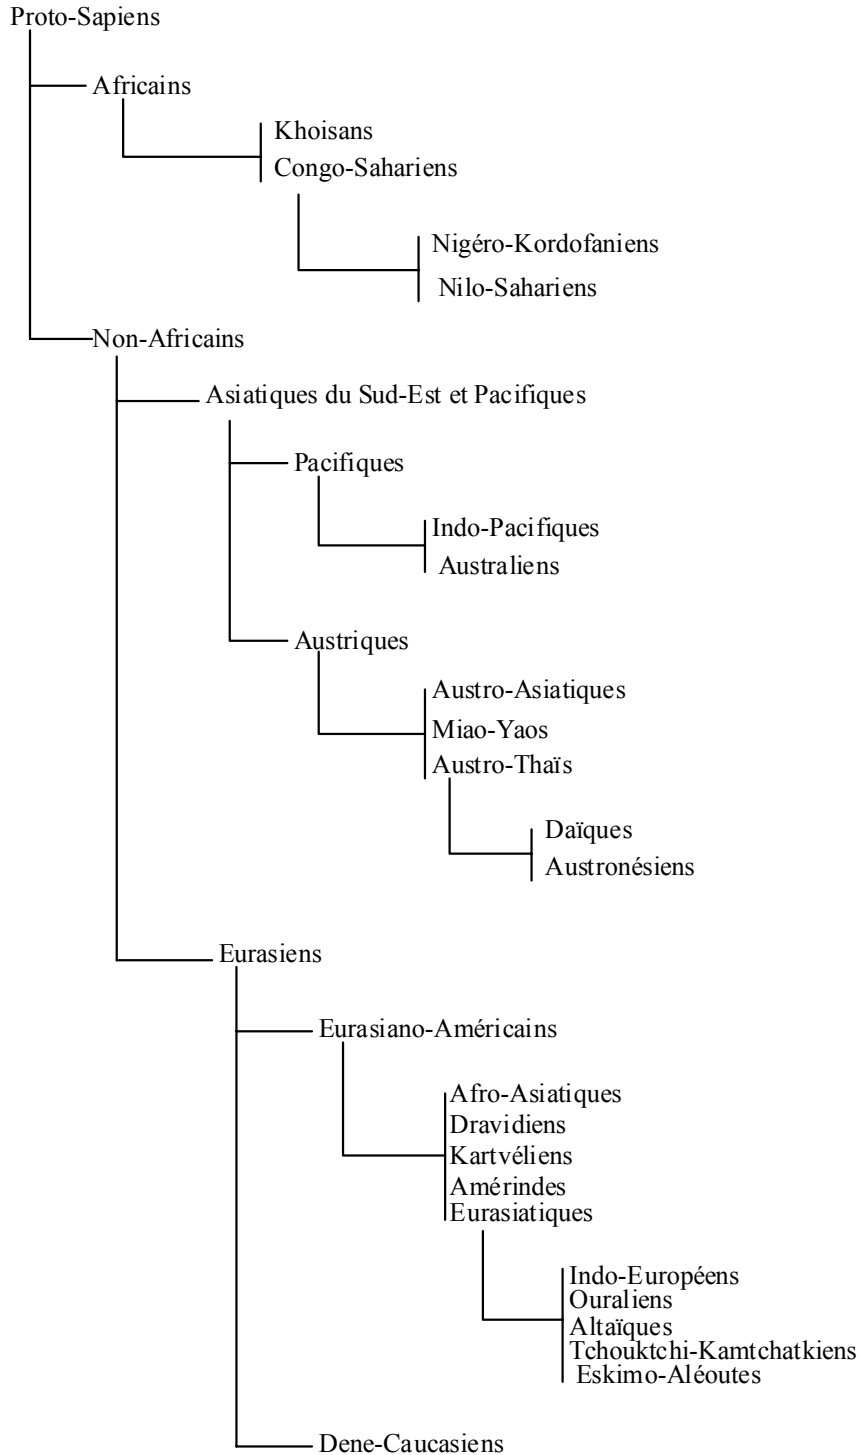 Proto-Sapiens
Africains
Khoisans
Congo-Sahariens
Nigéro-Kordofaniens
Nilo-Sahariens
Non-Africains
Asiatiques du Sud-Est et Pacifiques
Pacifiques
Indo-Pacifiques
Australiens
Austriques
Austro-Asiatiques
Miao-Yaos
Austro-Thaïs
Daïques
Austronésiens
Eurasiens
Eurasiano-Américains
Afro-Asiatiques
Dravidiens
Kartvéliens
Amérindes
Eurasiatiques
Indo-Européens
Ouraliens
Altaïques
Tchouktchi-Kamtchatkiens
Eskimo-Aléoutes
Dene-Caucasiens